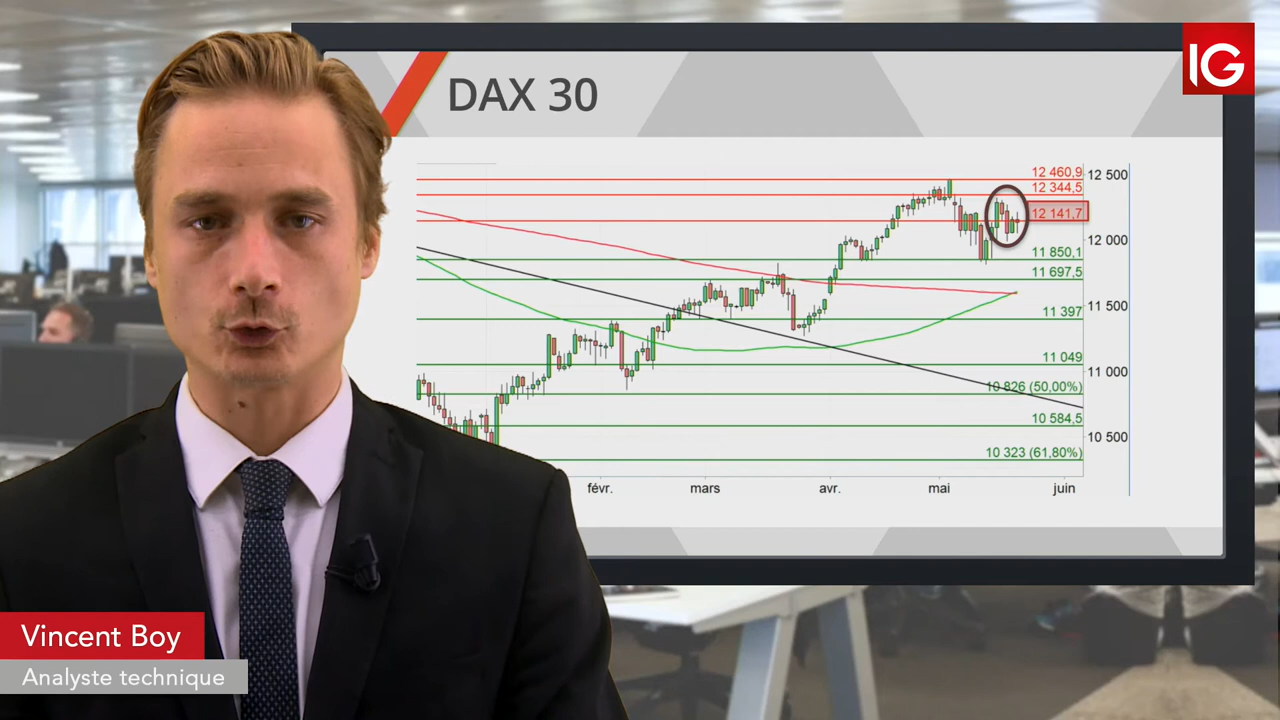 IG
DAX 30
12 460,9
12 500
12 344,5
12 141,7
12 000
11 850,1
11 697,5
11 500
11 397
11 049
11 000
10 826 (50,00%)
10 584,5
10 500
10 323 (61,80%)
févr.
mars
avr.
mai
juin
Vincent Boy
Analyste technique